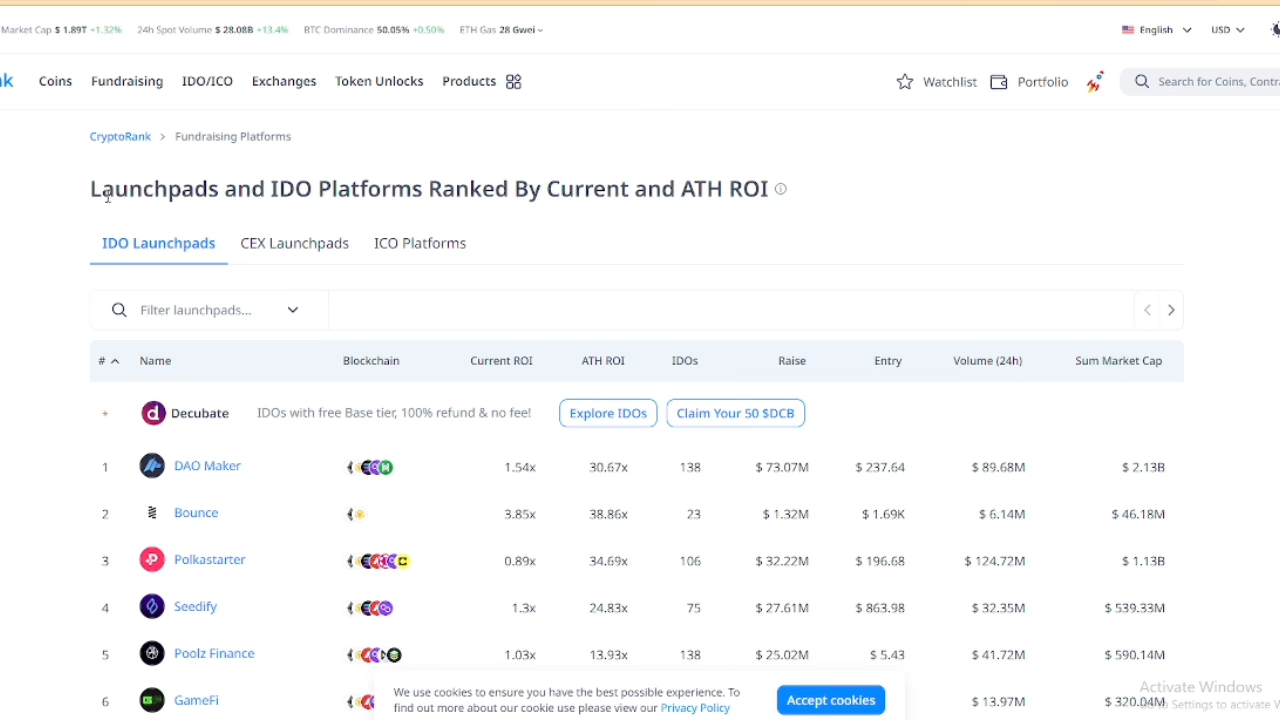 Market Cap $ 1.89T +1.32% 24h Spot Volume $ 28.08B +13.4% BTC Dominance 50.05% +0.50% ETH Gas 28 Gwei English USD
nk Coins Fundraising IDO/ICO Exchanges Token Unlocks Products Watchlist Portfolio Search for Coins, Contra
CryptoRank > Fundraising Platforms
Launchpads and IDO Platforms Ranked By Current and ATH ROI
IDO Launchpads CEX Launchpads ICO Platforms
Filter launchpads...
# Name Blockchain Current ROI ATH ROI IDOs Raise Entry Volume (24h) Sum Market Cap
Decubate IDOs with free Base tier, 100% refund & no fee! Explore IDOs Claim Your 50 $DCB
1 DAO Maker 1.54x 30.67x 138 $ 73.07M $ 237.64 $ 89.68M $ 2.13B
2 Bounce 3.85x 38.86x 23 $ 1.32M $ 1.69K $ 6.14M $ 46.18M
3 Polkastarter 0.89x 34.69x 106 $ 32.22M $ 196.68 $ 124.72M $ 1.13B
4 Seedify 1.3x 24.83x 75 $ 27.61M $ 863.98 $ 32.35M $ 539.33M
5 Poolz Finance 1.03x 13.93x 138 $ 25.02M $ 5.43 $ 41.72M $ 590.14M
6 GameFi $ 13.97M $ 320.04M
We use cookies to ensure you have the best possible experience. To
find out more about our cookie use please view our Privacy Policy
Accept cookies
Activate Windows
Settings to activate